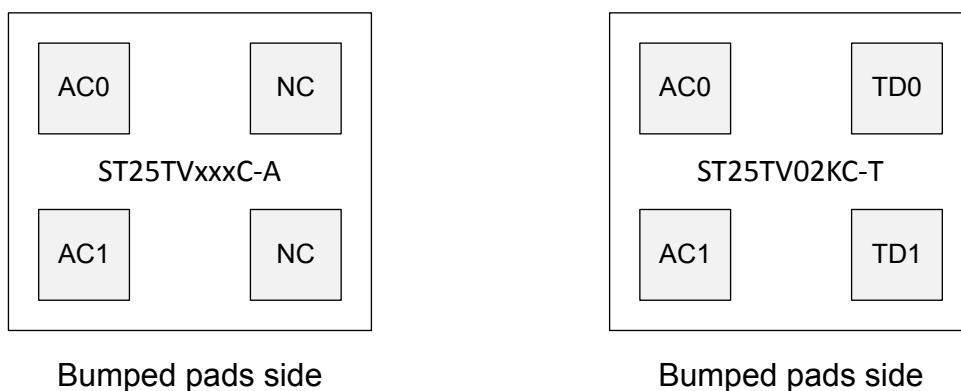 AC0 NC AC0 TD0
ST25TVxxxC-A ST25TV02KC-T
AC1 NC AC1 TD1
Bumped pads side Bumped pads side